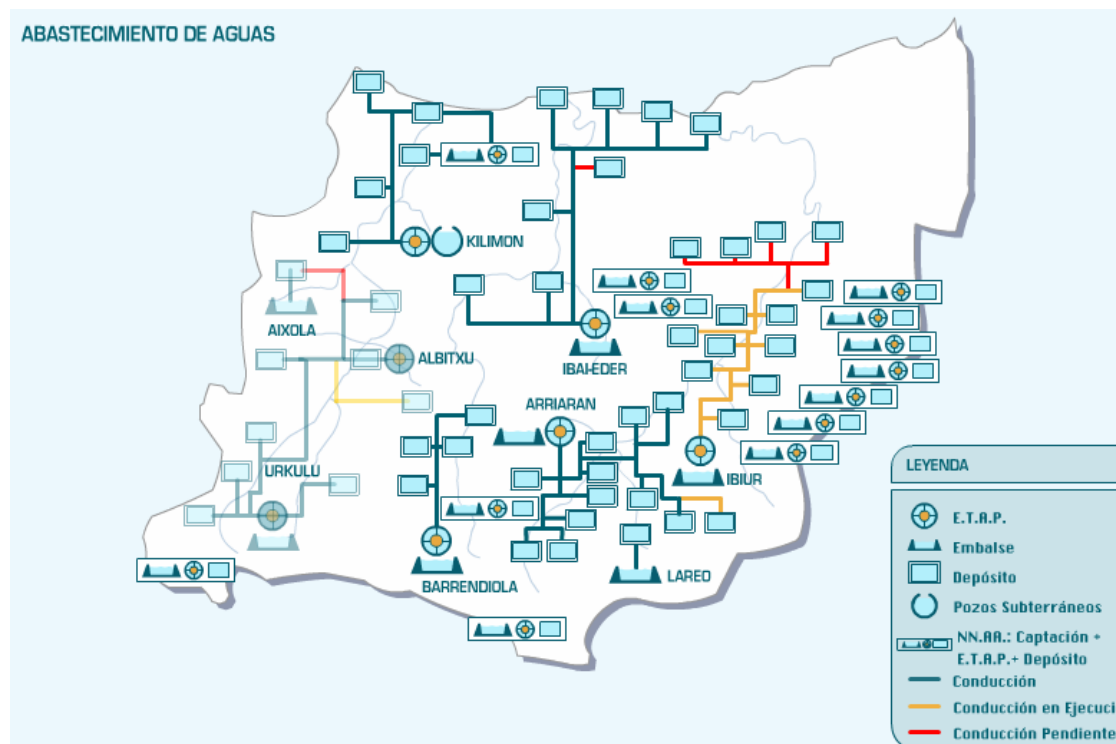 ABASTECIMIENTO DE AGUAS
KILIMON
AIXOLA
ALBITXU
IBAI-EDER
ARRIARAN
URKULU
IBIUR
BARRENDIOLA
LAREO
LEYENDA
E.T.A.P.
Embalse
Depósito
Pozos Subterráneos
NN.AA.: Captación +
E.T.A.P.+ Depósito
Conducción
Conducción en Ejecuci
Conducción Pendiente